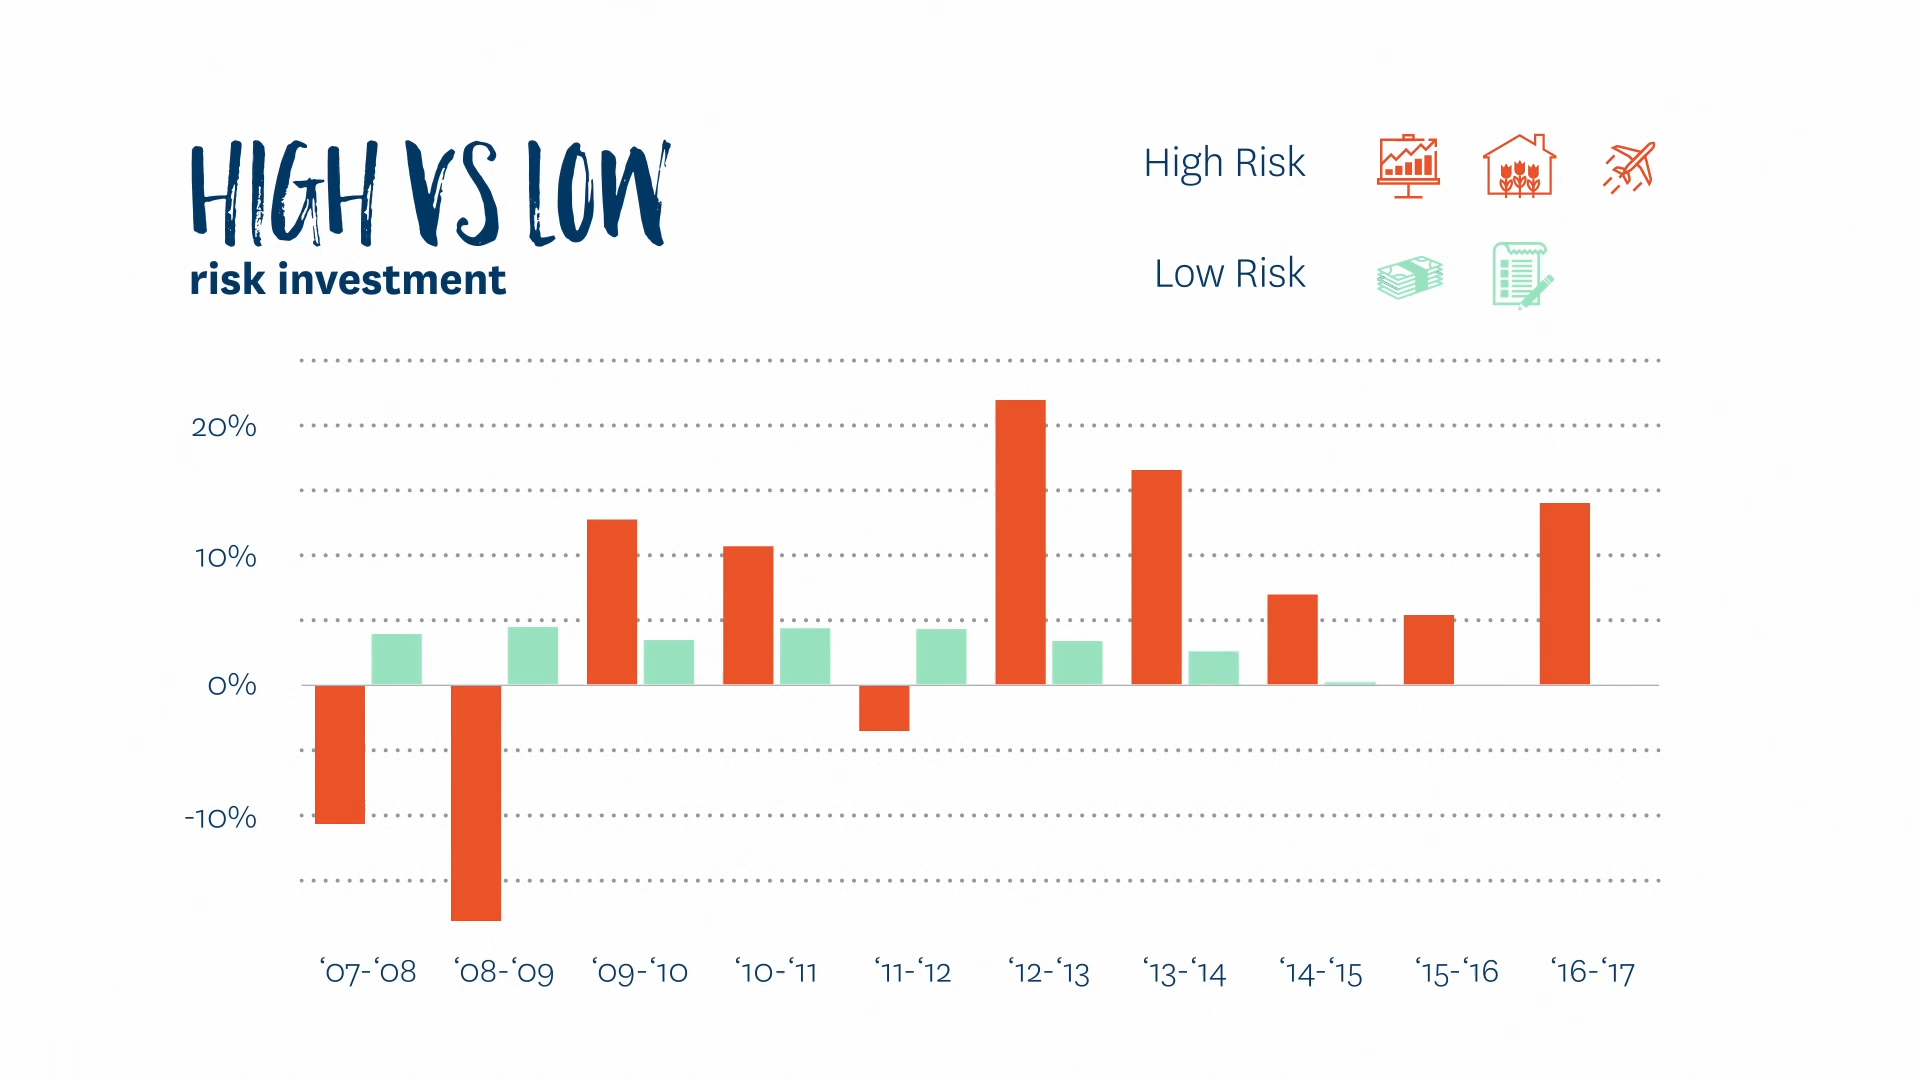 HIGH VS LOW
risk investment
High Risk
Low Risk
20%
10%
0%
-10%
‘07-‘08 ‘08-‘09 ‘09-‘10 ‘10-‘11 ‘11-‘12 ‘12-‘13 ‘13-‘14 ‘14-‘15 ‘15-‘16 ‘16-‘17